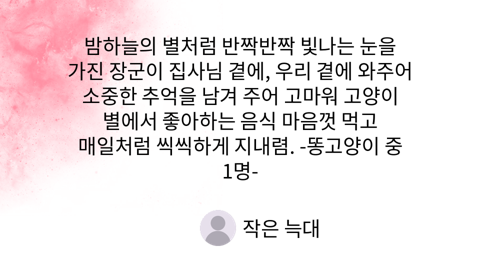 밤하늘의 별처럼 반짝반짝 빛나는 눈을
가진 장군이 집사님 곁에, 우리 곁에 와주어
소중한 추억을 남겨 주어 고마워 고양이
별에서 좋아하는 음식 마음껏 먹고
매일처럼 씩씩하게 지내렴. -똥고양이 중
1명-
작은 늑대